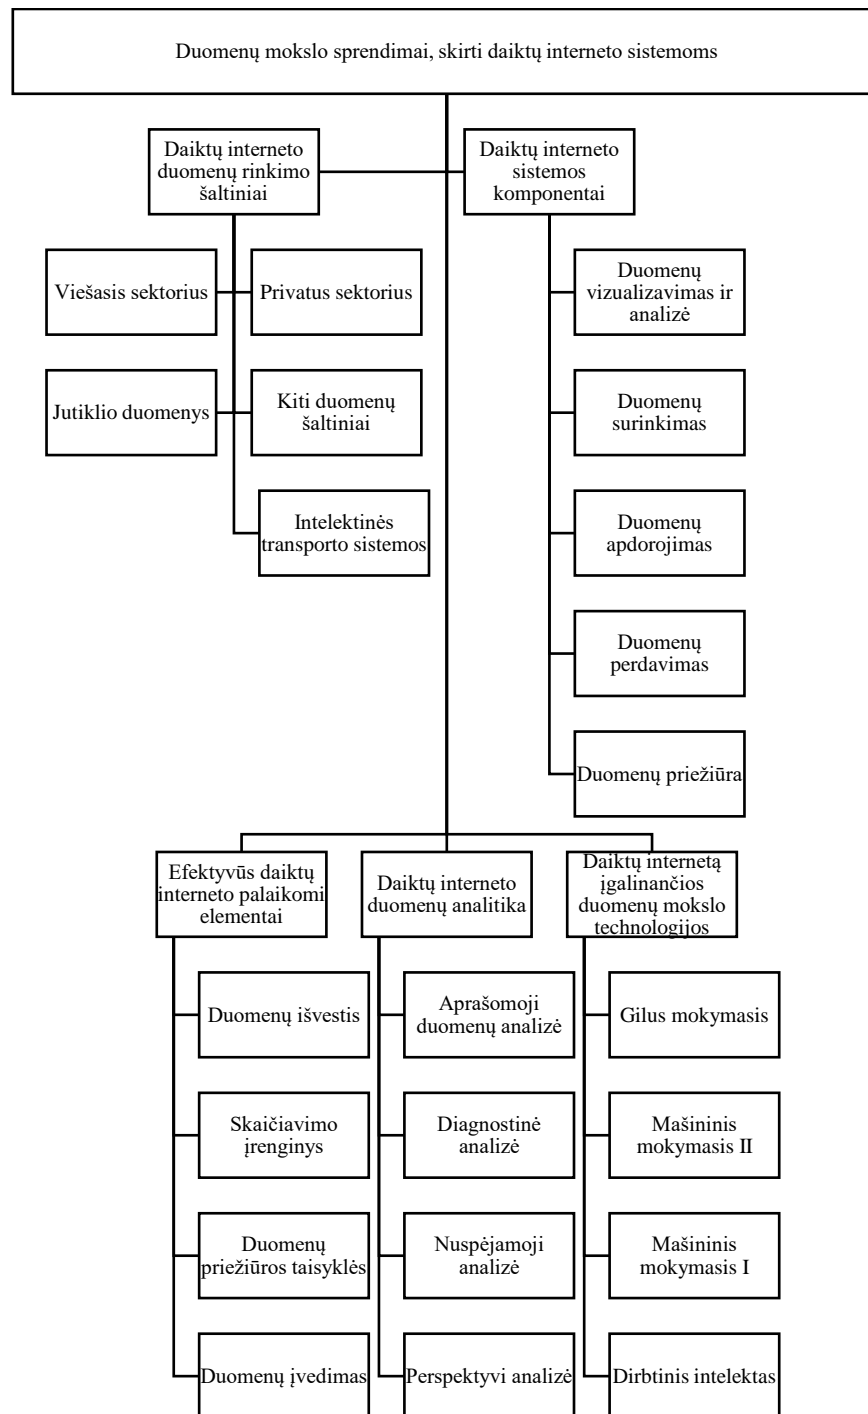 Duomenų mokslo sprendimai, skirti daiktų interneto sistemoms
Daiktų interneto
duomenų rinkimo
šaltiniai
Daiktų interneto
sistemos
komponentai
Viešasis sektorius
Privatus sektorius
Jutiklio duomenys
Kiti duomenų
šaltiniai
Intelektinės
transporto sistemos
Duomenų
vizualizavimas ir
analizė
Duomenų
surinkimas
Duomenų
apdorojimas
Duomenų
perdavimas
Duomenų priežiūra
Efektyvūs daiktų
interneto palaikomi
elementai
Duomenų išvestis
Skaičiavimo
įrenginys
Duomenų
priežiūros taisyklės
Duomenų įvedimas
Daiktų interneto
duomenų analitika
Aprašomoji
duomenų analizė
Diagnostinė
analizė
Nuspėjamoji
analizė
Perspektyvi analizė
Daiktų internetą
įgalinančios
duomenų mokslo
technologijos
Gilus mokymasis
Mašininis
mokymasis II
Mašininis
mokymasis I
Dirbtinis intelektas